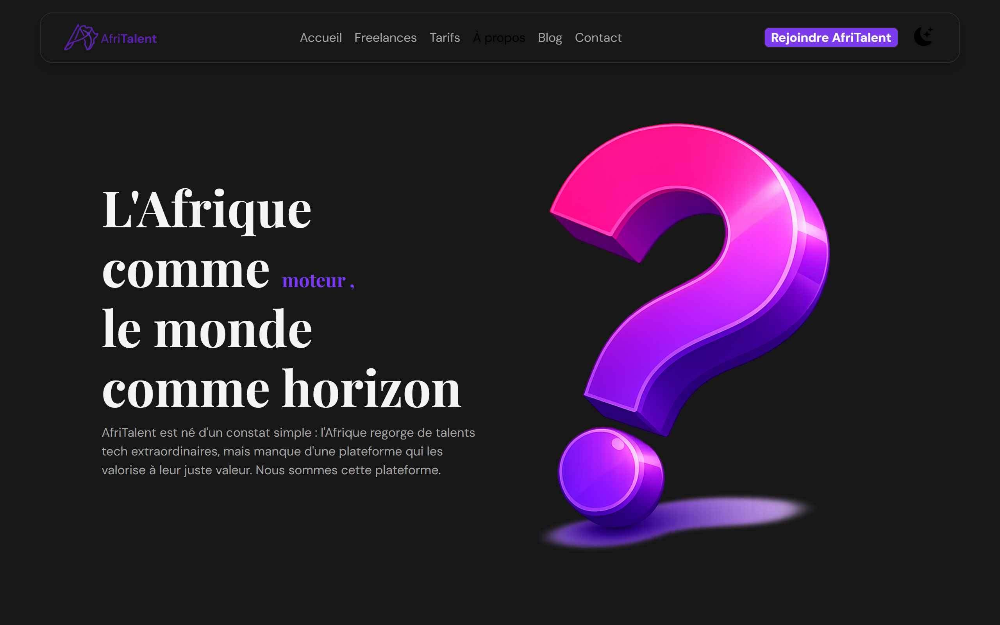 AfriTalent
Accueil Freelances Tarifs À propos Blog Contact
Rejoindre AfriTalent
L'Afrique
comme moteur ,
le monde
comme horizon
AfriTalent est né d'un constat simple : l'Afrique regorge de talents
tech extraordinaires, mais manque d'une plateforme qui les
valorise à leur juste valeur. Nous sommes cette plateforme.